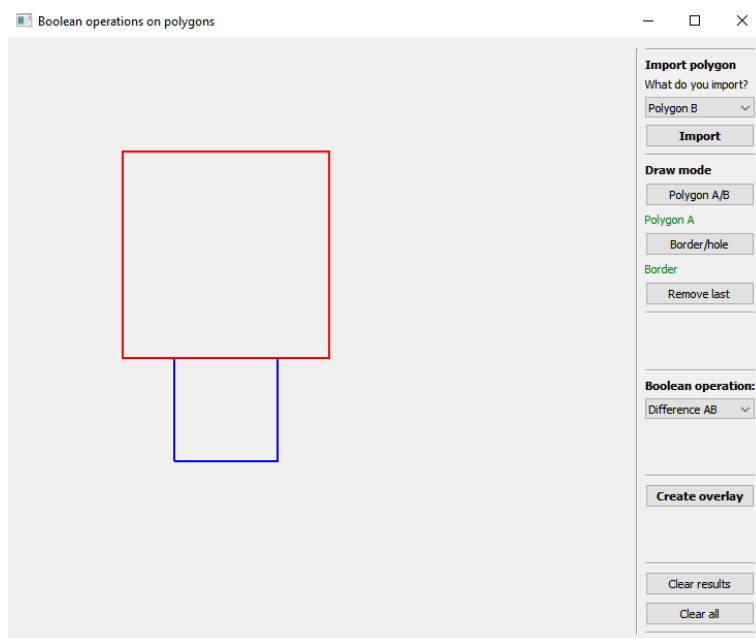 Boolean operations on polygons
Import polygon
What do you import?
Polygon B
Import
Draw mode
Polygon A/B
Polygon A
Border/hole
Border
Remove last
Boolean operation:
Difference AB
Create overlay
Clear results
Clear all